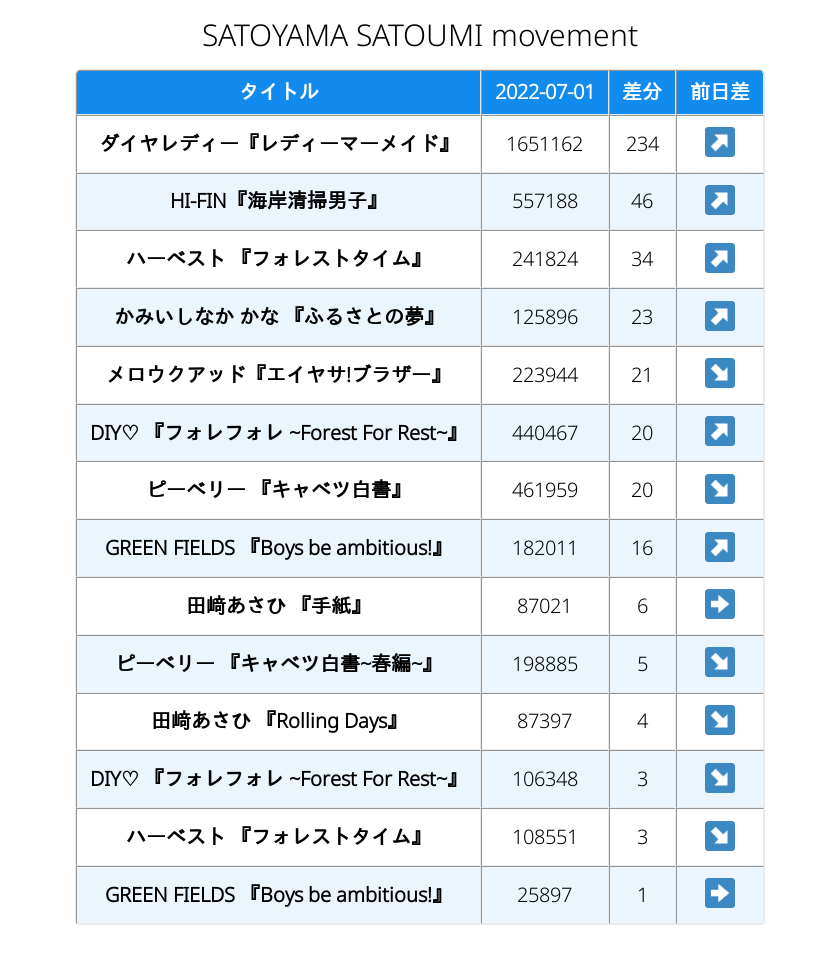 SATOYAMA SATOUMI movement
タイトル 2022-07-01 差分 前日差
ダイヤレディー『レディーマーメイド』 1651162 234 ↗
HI-FIN『海岸清掃男子』 557188 46 ↗
ハーベスト 『フォレストタイム』 241824 34 ↗
かみいしなか かな 『ふるさとの夢』 125896 23 ↗
メロウクアッド『エイヤサ!ブラザー』 223944 21 ↘
DIY♡ 『フォレフォレ ~Forest For Rest~』 440467 20 ↗
ピーベリー 『キャベツ白書』 461959 20 ↘
GREEN FIELDS 『Boys be ambitious!』 182011 16 ↗
田﨑あさひ 『手紙』 87021 6 ➡
ピーベリー 『キャベツ白書~春編~』 198885 5 ↘
田﨑あさひ 『Rolling Days』 87397 4 ↘
DIY♡ 『フォレフォレ ~Forest For Rest~』 106348 3 ↘
ハーベスト 『フォレストタイム』 108551 3 ↘
GREEN FIELDS 『Boys be ambitious!』 25897 1 ➡